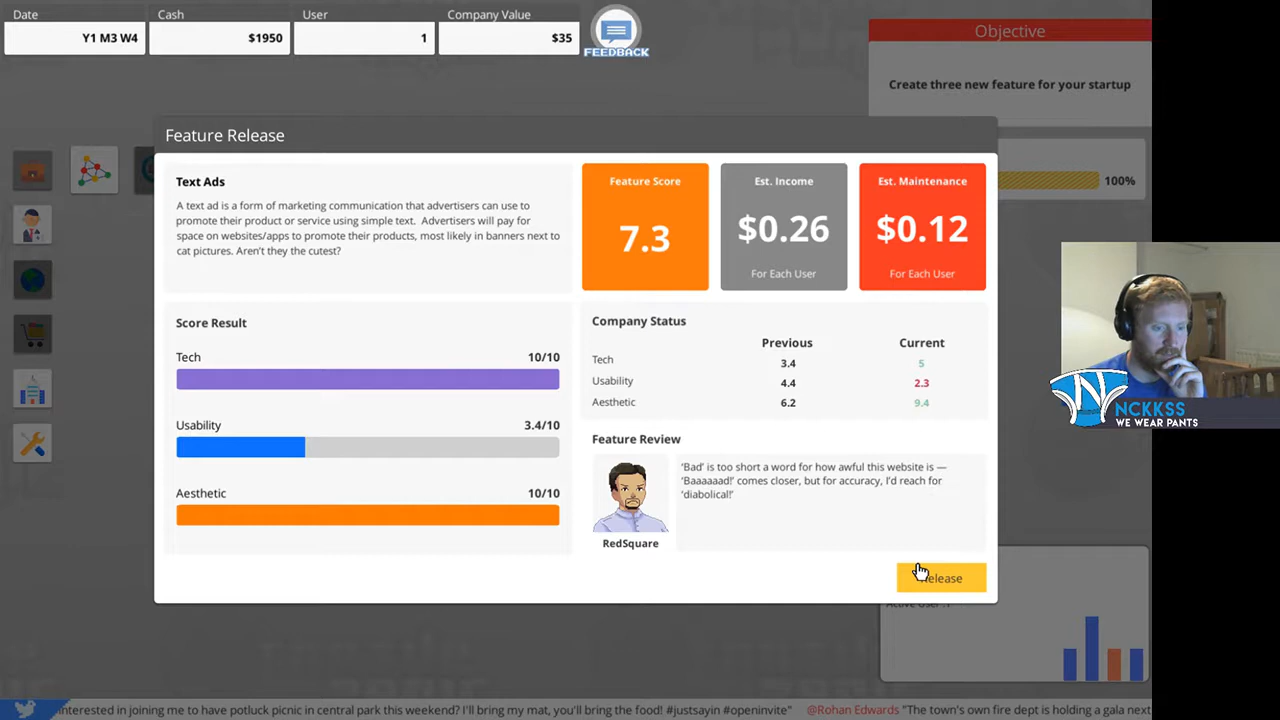 Date
Cash
User
Company Value
Y1 M3 W4
$1950
1
$35
FEEDBACK
Objective
Create three new feature for your startup
100%
Feature Release
Text Ads
A text ad is a form of marketing communication that advertisers can use to
promote their product or service using simple text. Advertisers will pay for
space on websites/apps to promote their products, most likely in banners next to
cat pictures. Aren't they the cutest?
Feature Score
7.3
Est. Income
$0.26
For Each User
Est. Maintenance
$0.12
For Each User
Score Result
Tech
10/10
Usability
3.4/10
Aesthetic
10/10
Company Status
Previous
Current
Tech
3.4
5
Usability
4.4
2.3
Aesthetic
6.2
9.4
Feature Review
'Bad' is too short a word for how awful this website is —
'Baaaaaad!' comes closer, but for accuracy, I'd reach for
'diabolical!'
RedSquare
Release
Active User :1
NCKKSS
WE WEAR PANTS
interested in joining me to have potluck picnic in central park this weekend? I'll bring my mat, you'll bring the food! #justsayin #openinvite" @Rohan Edwards "The town's own fire dept is holding a gala next